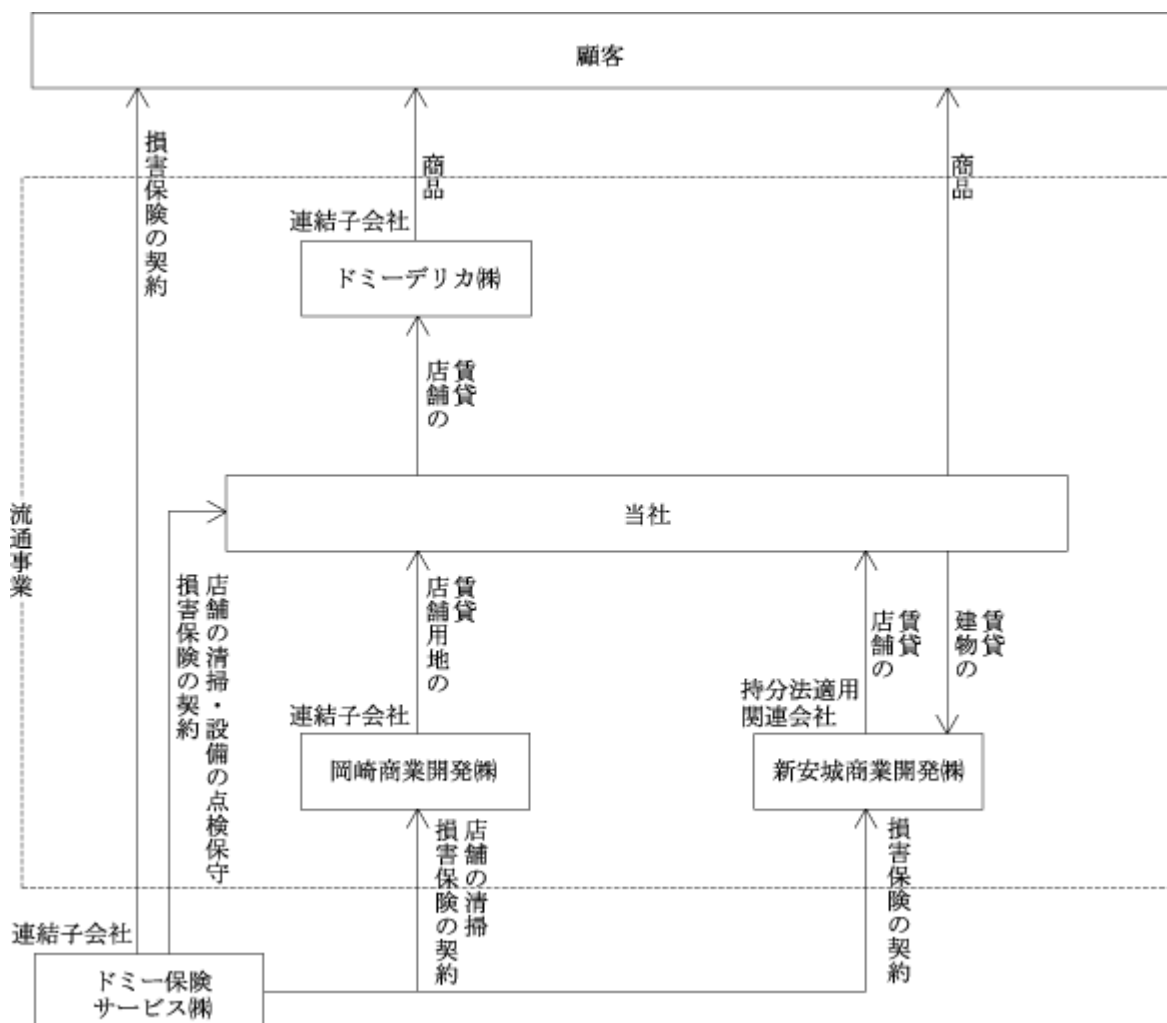 顧客
損害保険の契約
商品
商品
連結子会社
ドミーデリカ㈱
店舗の
賃貸
当社
流通事業
店舗の清掃・設備の点検保守
損害保険の契約
店舗用地の
賃貸
店舗の
賃貸
建物の
賃貸
連結子会社
岡崎商業開発㈱
持分法適用
関連会社
新安城商業開発㈱
店舗の清掃
損害保険の契約
損害保険の契約
連結子会社
ドミー保険
サービス㈱